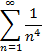 ∞
∑ 1/n⁴
n=1